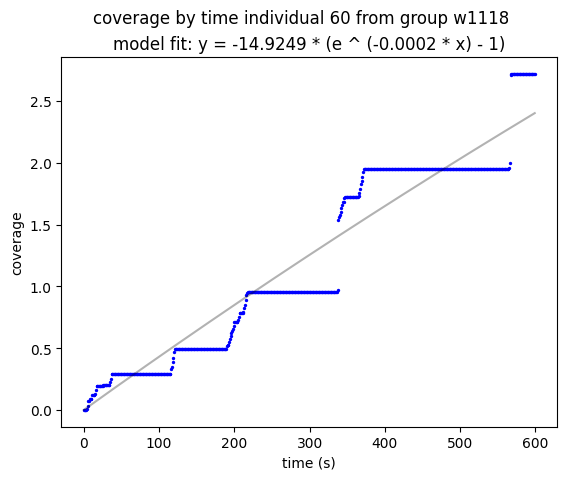 coverage by time individual 60 from group w1118
model fit: y = -14.9249 * (e ^ (-0.0002 * x) - 1)
2.5
2.0
1.5
1.0
0.5
0.0
coverage
0 100 200 300 400 500 600
time (s)